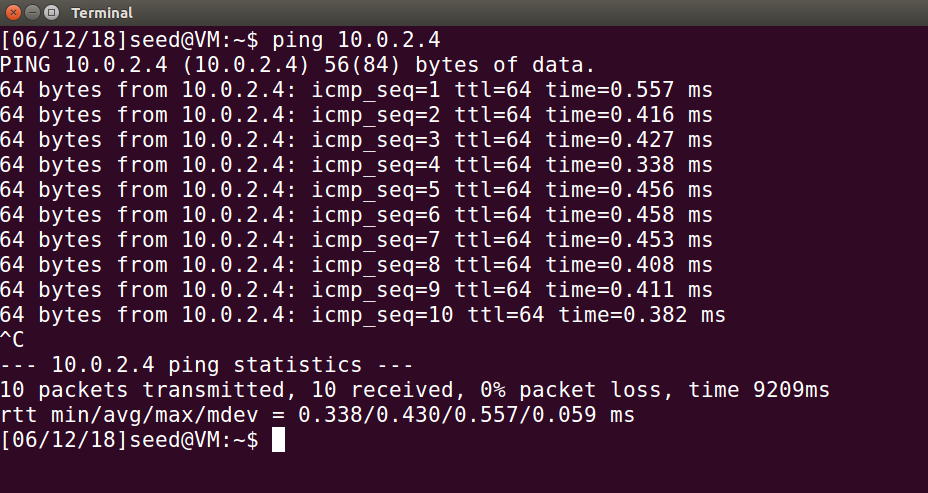 Terminal
[06/12/18]seed@VM:~$ ping 10.0.2.4
PING 10.0.2.4 (10.0.2.4) 56(84) bytes of data.
64 bytes from 10.0.2.4: icmp_seq=1 ttl=64 time=0.557 ms
64 bytes from 10.0.2.4: icmp_seq=2 ttl=64 time=0.416 ms
64 bytes from 10.0.2.4: icmp_seq=3 ttl=64 time=0.427 ms
64 bytes from 10.0.2.4: icmp_seq=4 ttl=64 time=0.338 ms
64 bytes from 10.0.2.4: icmp_seq=5 ttl=64 time=0.456 ms
64 bytes from 10.0.2.4: icmp_seq=6 ttl=64 time=0.458 ms
64 bytes from 10.0.2.4: icmp_seq=7 ttl=64 time=0.453 ms
64 bytes from 10.0.2.4: icmp_seq=8 ttl=64 time=0.408 ms
64 bytes from 10.0.2.4: icmp_seq=9 ttl=64 time=0.411 ms
64 bytes from 10.0.2.4: icmp_seq=10 ttl=64 time=0.382 ms
^C
--- 10.0.2.4 ping statistics ---
10 packets transmitted, 10 received, 0% packet loss, time 9209ms
rtt min/avg/max/mdev = 0.338/0.430/0.557/0.059 ms
[06/12/18]seed@VM:~$